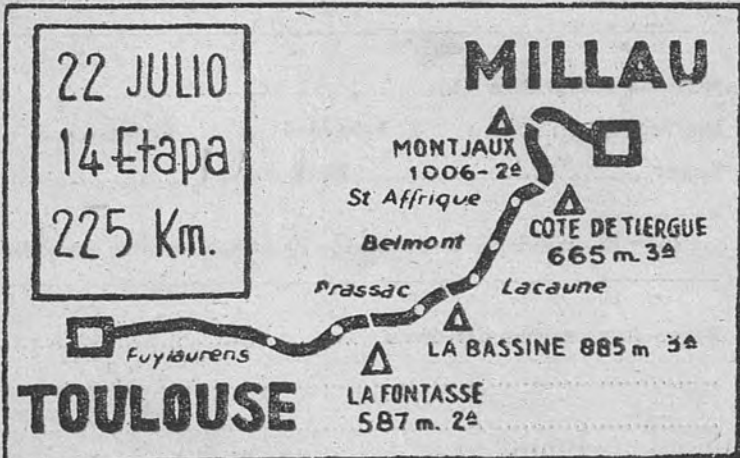 22 JULIO
14 Etapa
225 Km.
MILLAU
MONTJAUX
1006-2ª
St Affrique
COTE DE TIERGUE
665 m. 3ª
Belmont
Lacaune
Brassac
LA BASSINE 885 m 3ª
Puylaurens
LA FONTASSE
587 m. 2ª
TOULOUSE